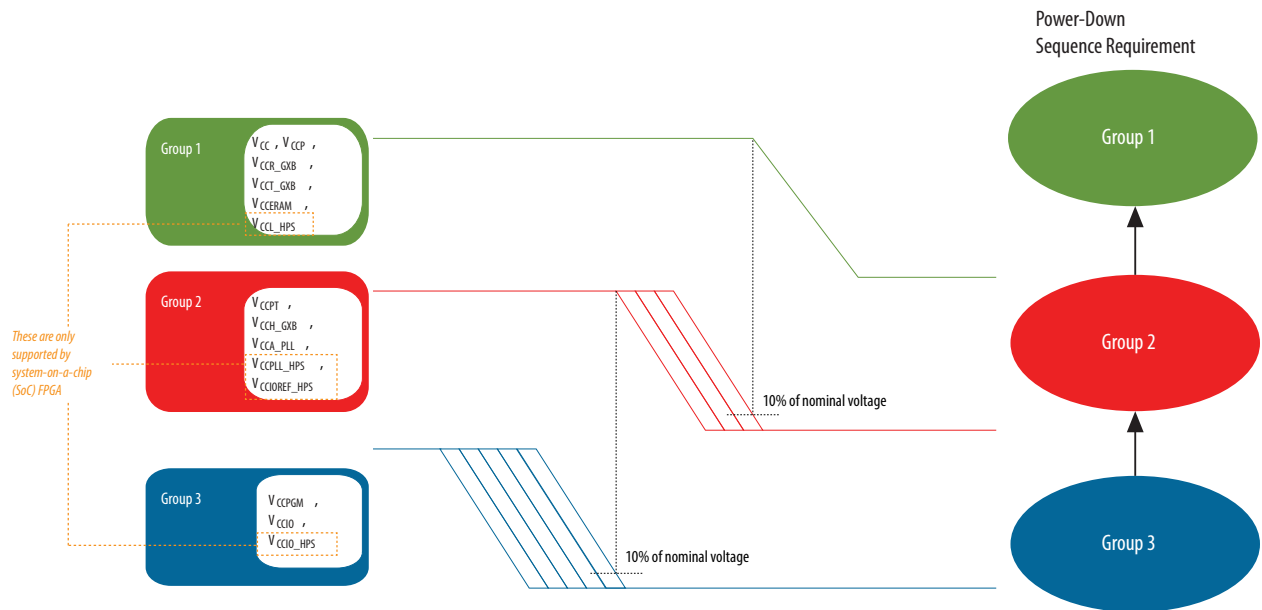 Power-Down
Sequence Requirement
Group 1
V CC , V CCP ,
V CCR_GXB ,
V CCT_GXB ,
V CCERAM ,
V CCL_HPS
Group 1
Group 2
V CCPT ,
V CCH_GXB ,
V CCA_PLL ,
V CCPLL_HPS ,
V CCIOREF_HPS
These are only
supported by
system-on-a-chip
(SoC) FPGA
10% of nominal voltage
Group 2
Group 3
V CCPGM ,
V CCIO ,
V CCIO_HPS
10% of nominal voltage
Group 3